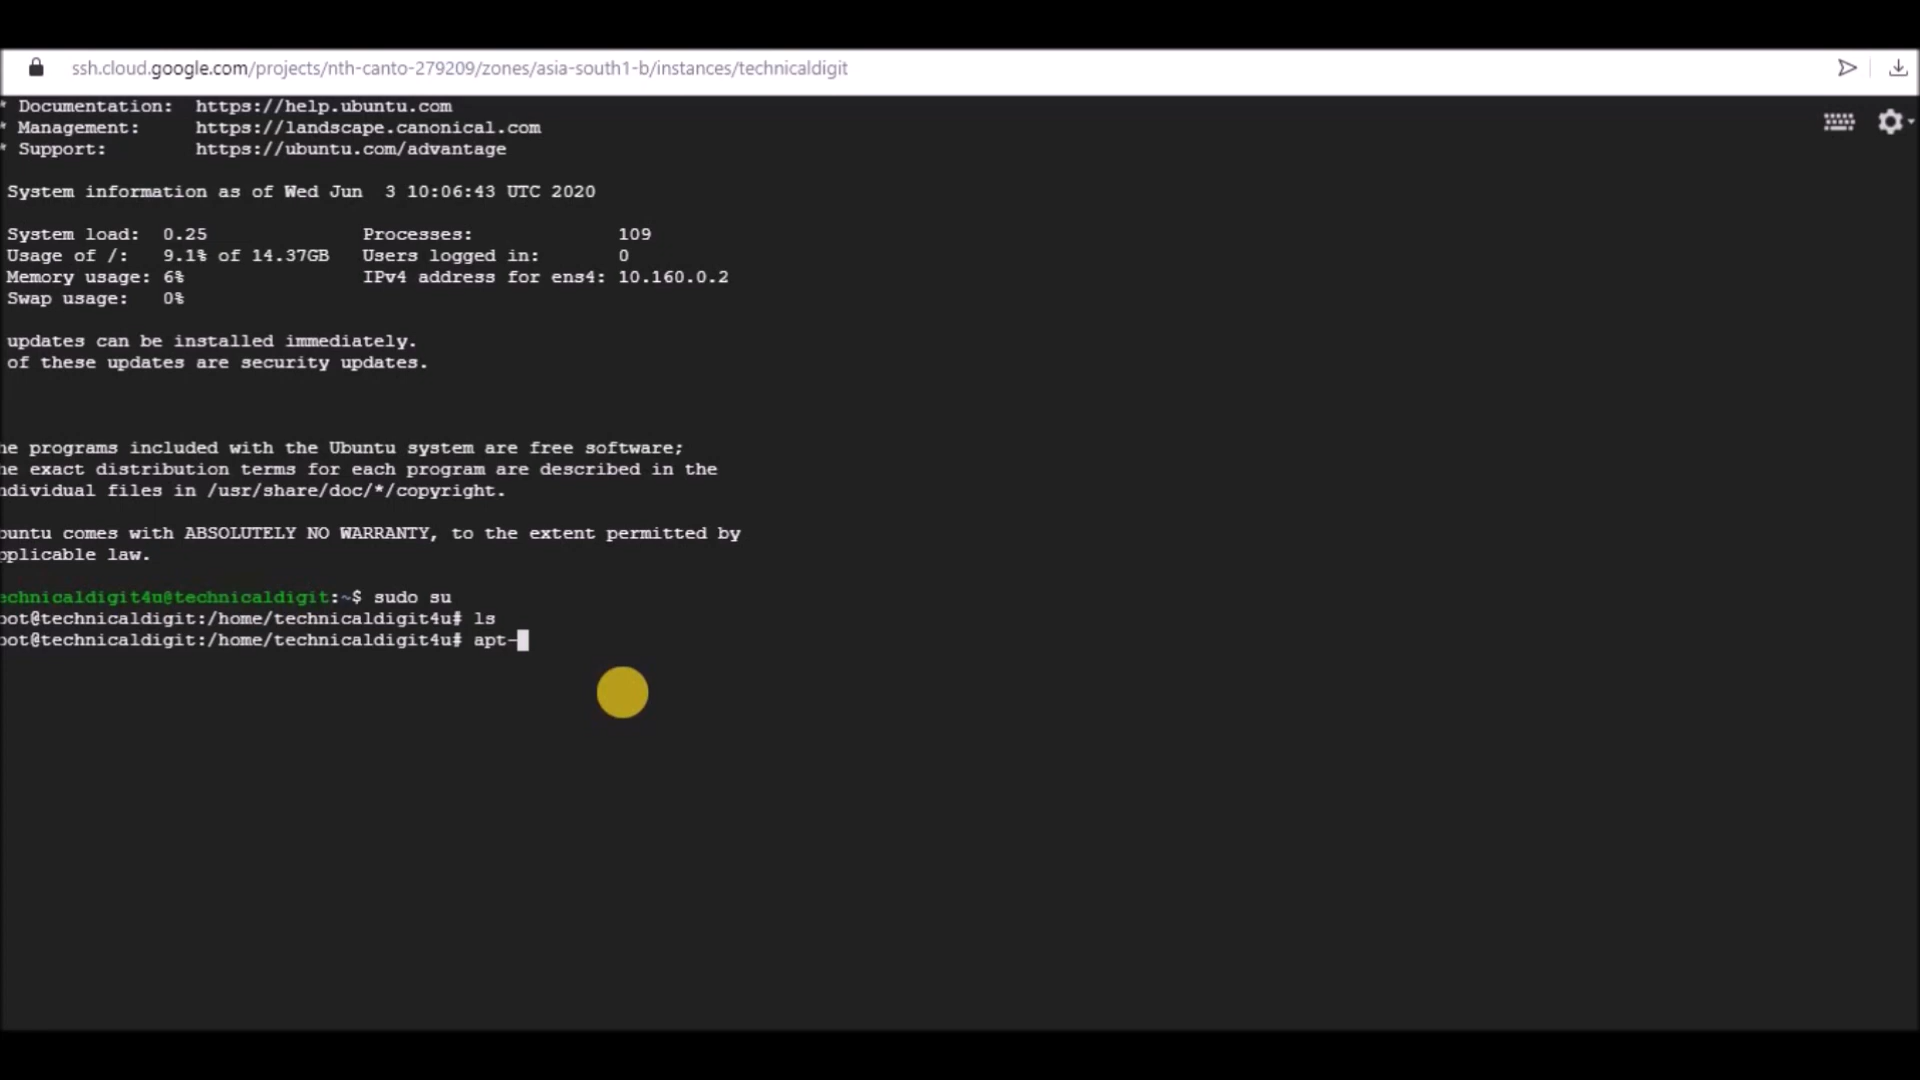 ssh.cloud.google.com/projects/nth-canto-279209/zones/asia-south1-b/instances/technicaldigit
* Documentation:  https://help.ubuntu.com
* Management:     https://landscape.canonical.com
* Support:        https://ubuntu.com/advantage
System information as of Wed Jun  3 10:06:43 UTC 2020
System load:  0.25              Processes:             109
Usage of /:   9.1% of 14.37GB   Users logged in:       0
Memory usage: 6%                IPv4 address for ens4: 10.160.0.2
Swap usage:   0%
updates can be installed immediately.
of these updates are security updates.
he programs included with the Ubuntu system are free software;
he exact distribution terms for each program are described in the
ndividual files in /usr/share/doc/*/copyright.
buntu comes with ABSOLUTELY NO WARRANTY, to the extent permitted by
pplicable law.
echnicaldigit4u@technicaldigit:~$ sudo su
oot@technicaldigit:/home/technicaldigit4u# ls
oot@technicaldigit:/home/technicaldigit4u# apt-